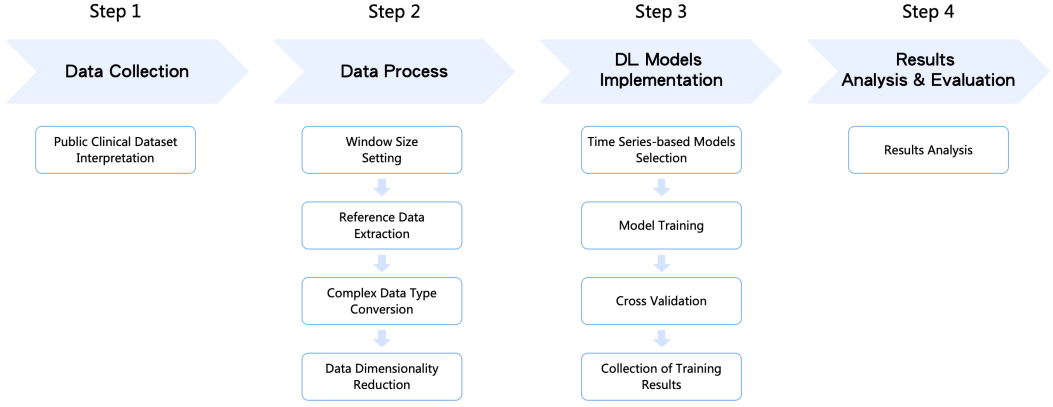 Step 1
Data Collection
Public Clinical Dataset
Interpretation
Step 2
Data Process
Window Size
Setting
Reference Data
Extraction
Complex Data Type
Conversion
Data Dimensionality
Reduction
Step 3
DL Models
Implementation
Time Series-based Models
Selection
Model Training
Cross Validation
Collection of Training
Results
Step 4
Results
Analysis & Evaluation
Results Analysis